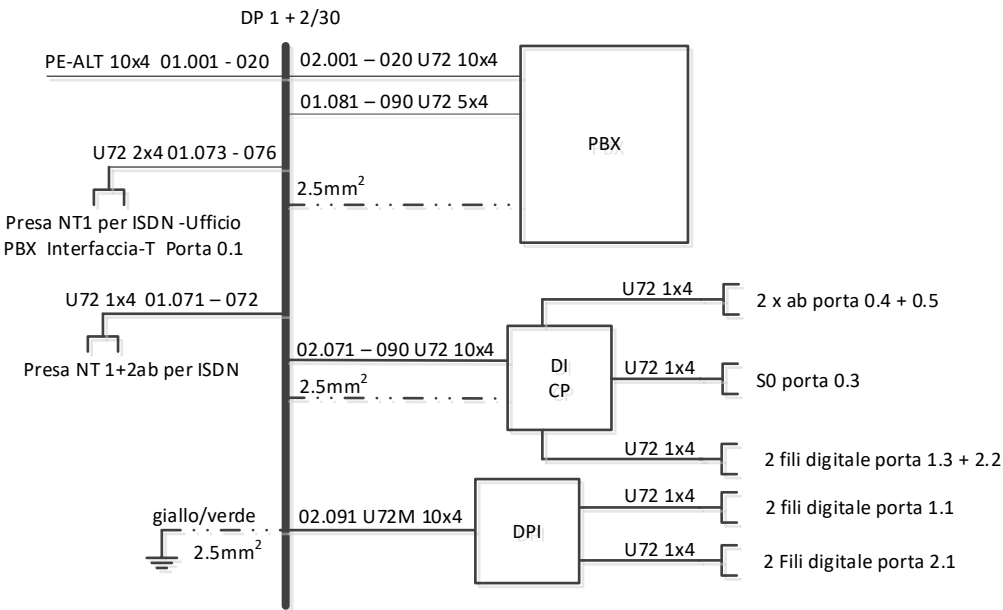 DP 1 + 2/30
PE-ALT 10x4 01.001 - 020
02.001 – 020 U72 10x4
01.081 – 090 U72 5x4
PBX
U72 2x4 01.073 - 076
2.5mm²
Presa NT1 per ISDN -Ufficio
PBX Interfaccia-T Porta 0.1
U72 1x4 01.071 – 072
Presa NT 1+2ab per ISDN
U72 1x4
2 x ab porta 0.4 + 0.5
02.071 – 090 U72 10x4
DI
CP
U72 1x4
S0 porta 0.3
2.5mm²
U72 1x4
2 fili digitale porta 1.3 + 2.2
giallo/verde
2.5mm²
02.091 U72M 10x4
DPI
U72 1x4
2 fili digitale porta 1.1
U72 1x4
2 Fili digitale porta 2.1